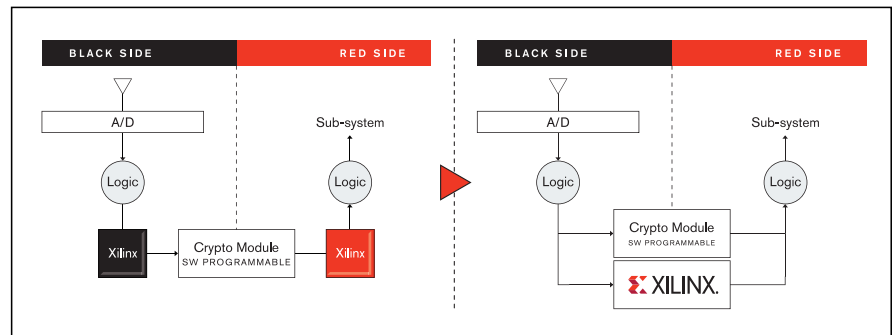 BLACK SIDE
RED SIDE
A/D
Sub-system
Logic
Logic
Xilinx
Crypto Module
SW PROGRAMMABLE
Xilinx
BLACK SIDE
RED SIDE
A/D
Sub-system
Logic
Logic
Crypto Module
SW PROGRAMMABLE
XILINX.